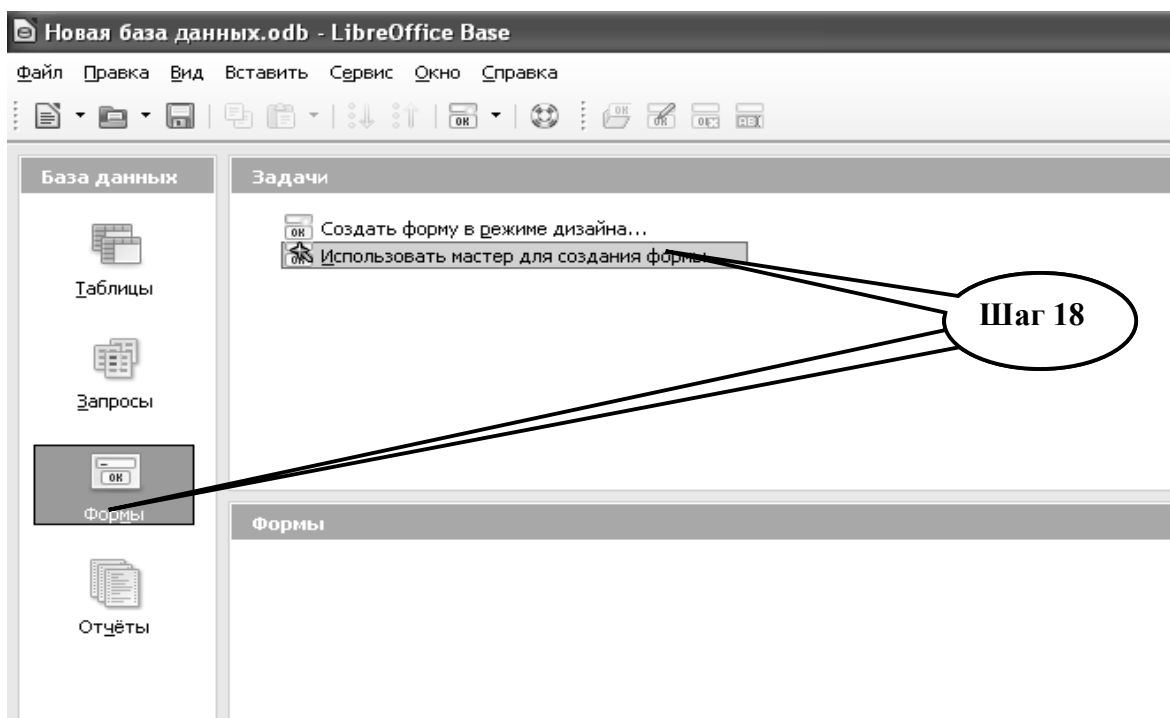 Новая база данных.odb - LibreOffice Base
Файл Правка Вид Вставить Сервис Окно Справка
База данных
Задачи
Создать форму в режиме дизайна...
Использовать мастер для создания формы...
Шаг 18
Таблицы
Запросы
OK
Формы
Формы
Отчёты